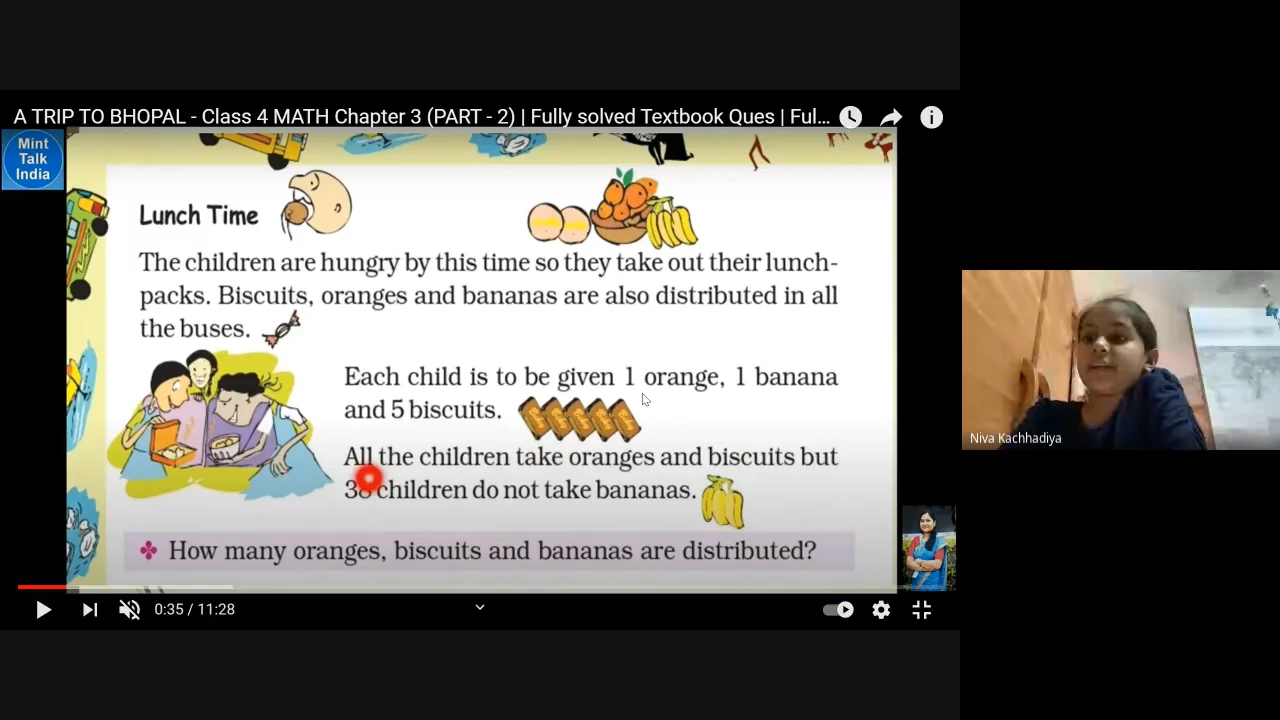 A TRIP TO BHOPAL - Class 4 MATH Chapter 3 (PART - 2) | Fully solved Textbook Ques | Ful...
Mint
Talk
India
Lunch Time
The children are hungry by this time so they take out their lunch-
packs. Biscuits, oranges and bananas are also distributed in all
the buses.
Each child is to be given 1 orange, 1 banana
and 5 biscuits.
All the children take oranges and biscuits but
38 children do not take bananas.
How many oranges, biscuits and bananas are distributed?
0:35 / 11:28
Niva Kachhadiya